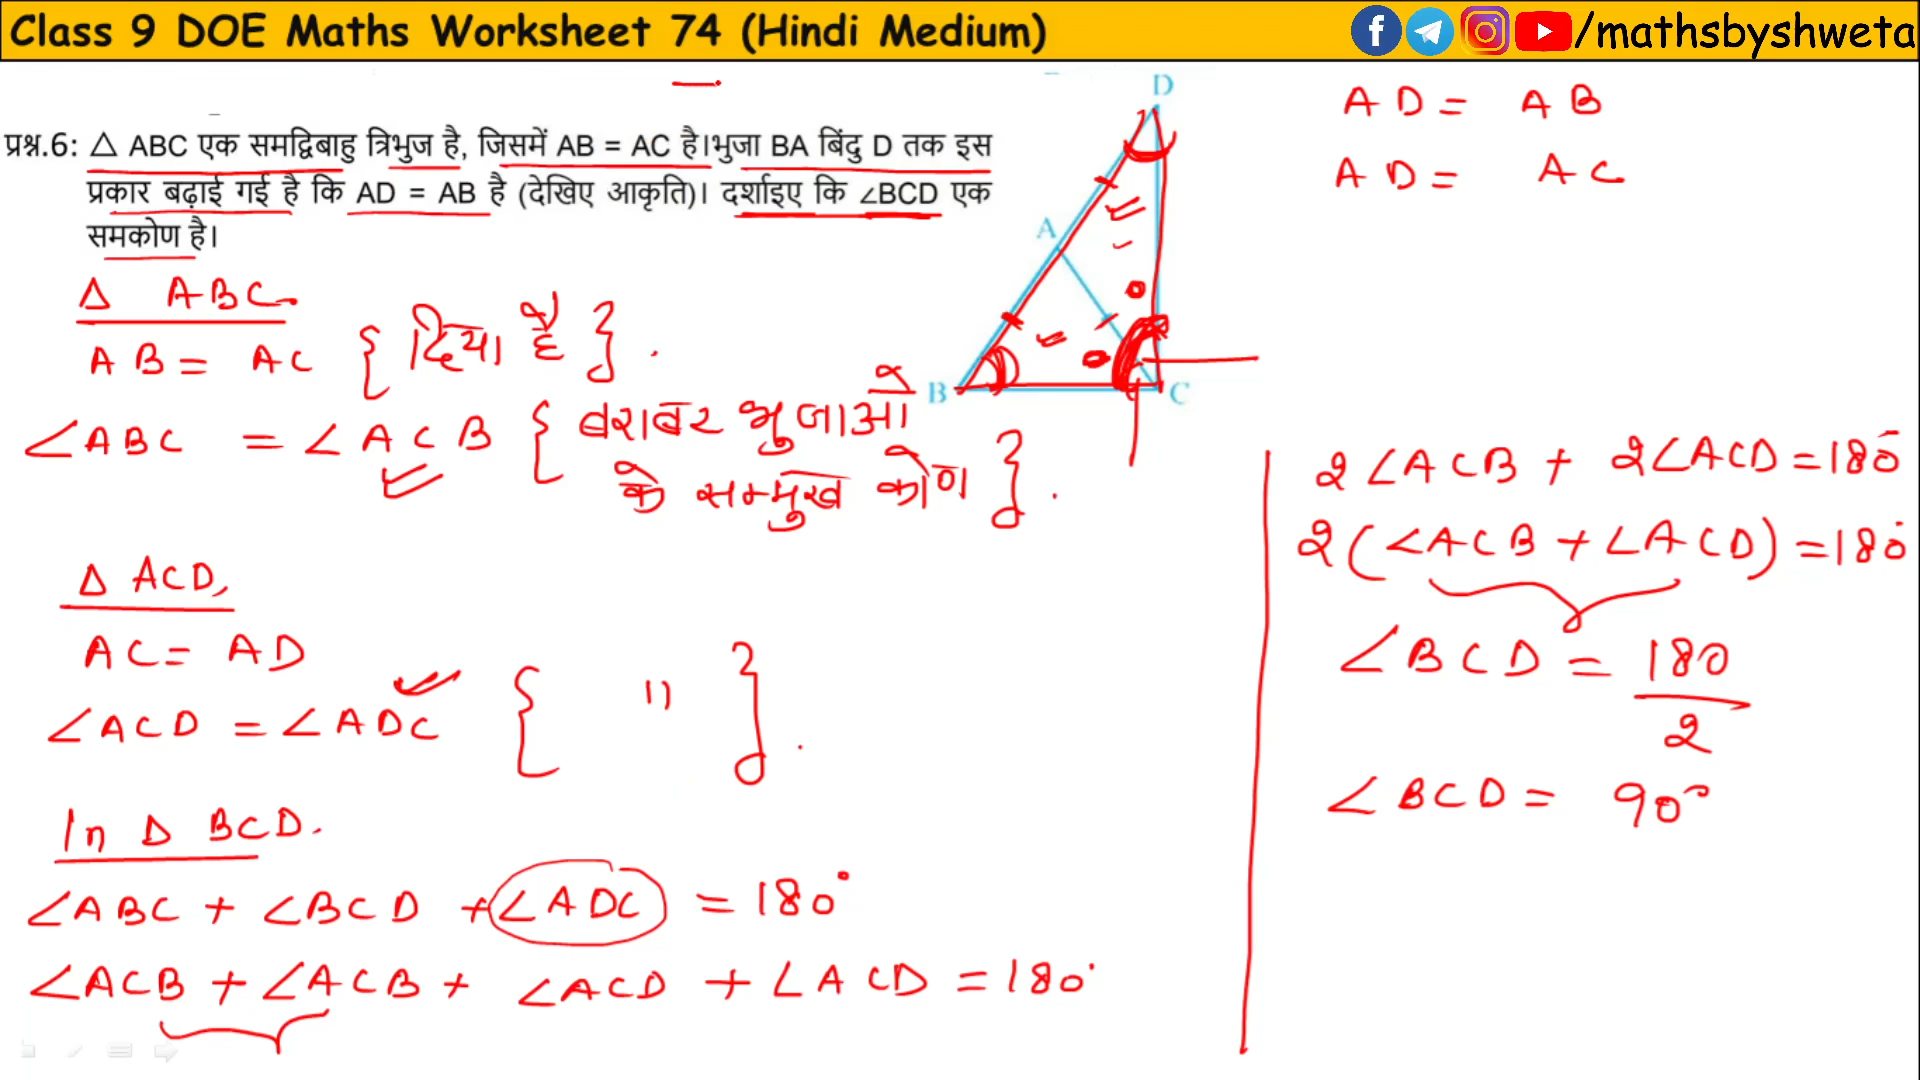 Class 9 DOE Maths Worksheet 74 (Hindi Medium)
/mathsbyshweta
प्रश्न.6: △ ABC एक समद्विबाहु त्रिभुज है, जिसमें AB = AC है।भुजा BA बिंदु D तक इस
प्रकार बढ़ाई गई है कि AD = AB है (देखिए आकृति)। दर्शाइए कि ∠BCD एक
समकोण है।
D
A
B
C
AD = AB
AD = AC
△ ABC
AB = AC { दिया है } .
∠ABC = ∠ACB { बराबर भुजाओं
के सम्मुख कोण } .
△ ACD,
AC = AD
∠ACD = ∠ADC { " } .
In △ BCD.
∠ABC + ∠BCD + ∠ADC = 180°
∠ACB + ∠ACB + ∠ACD + ∠ACD = 180°
2∠ACB + 2∠ACD = 180°
2(∠ACB + ∠ACD) = 180°
∠BCD = 180
2
∠BCD = 90°